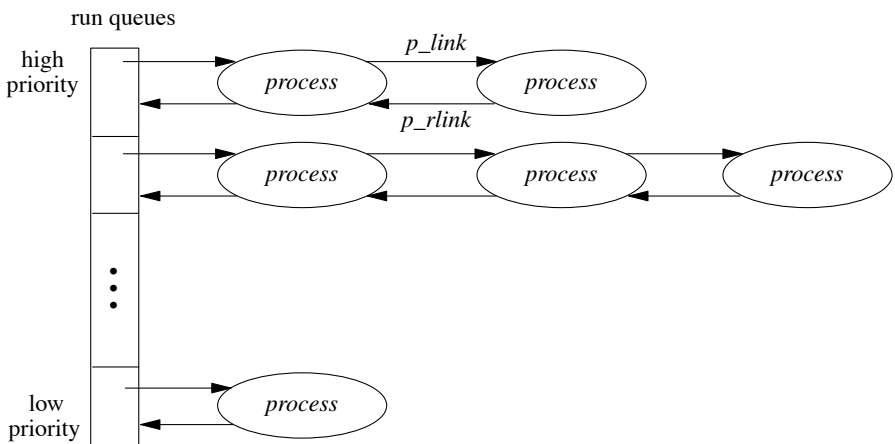 run queues
high
priority
p_link
process
process
p_rlink
process
process
process
low
priority
process